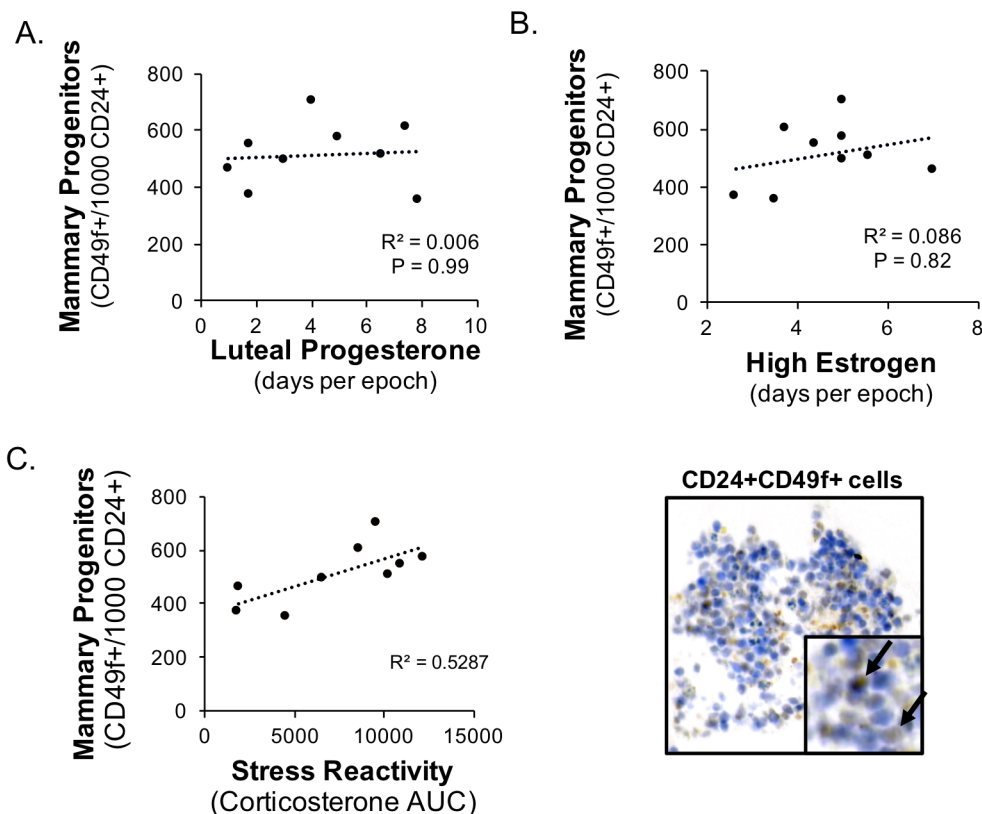 A.
Mammary Progenitors
(CD49f+/1000 CD24+)
800
600
400
200
0
R² = 0.006
P = 0.99
0 2 4 6 8 10
Luteal Progesterone
(days per epoch)
B.
Mammary Progenitors
(CD49f+/1000 CD24+)
800
600
400
200
0
R² = 0.086
P = 0.82
2 4 6 8
High Estrogen
(days per epoch)
C.
Mammary Progenitors
(CD49f+/1000 CD24+)
800
600
400
200
0
R² = 0.5287
0 5000 10000 15000
Stress Reactivity
(Corticosterone AUC)
CD24+CD49f+ cells